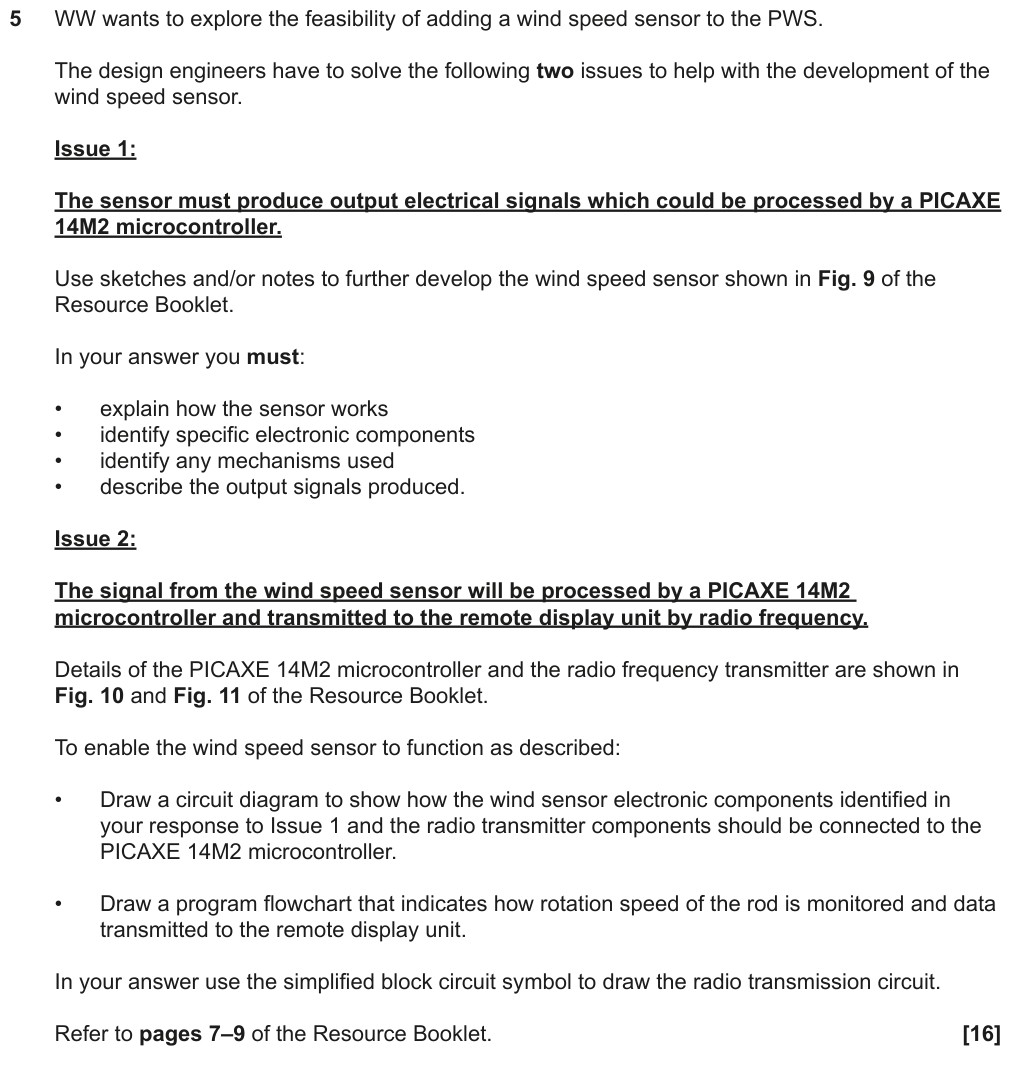 5 WW wants to explore the feasibility of adding a wind speed sensor to the PWS.
The design engineers have to solve the following two issues to help with the development of the
wind speed sensor.
Issue 1:
The sensor must produce output electrical signals which could be processed by a PICAXE
14M2 microcontroller.
Use sketches and/or notes to further develop the wind speed sensor shown in Fig. 9 of the
Resource Booklet.
In your answer you must:
• explain how the sensor works
• identify specific electronic components
• identify any mechanisms used
• describe the output signals produced.
Issue 2:
The signal from the wind speed sensor will be processed by a PICAXE 14M2
microcontroller and transmitted to the remote display unit by radio frequency.
Details of the PICAXE 14M2 microcontroller and the radio frequency transmitter are shown in
Fig. 10 and Fig. 11 of the Resource Booklet.
To enable the wind speed sensor to function as described:
• Draw a circuit diagram to show how the wind sensor electronic components identified in
your response to Issue 1 and the radio transmitter components should be connected to the
PICAXE 14M2 microcontroller.
• Draw a program flowchart that indicates how rotation speed of the rod is monitored and data
transmitted to the remote display unit.
In your answer use the simplified block circuit symbol to draw the radio transmission circuit.
Refer to pages 7–9 of the Resource Booklet. [16]